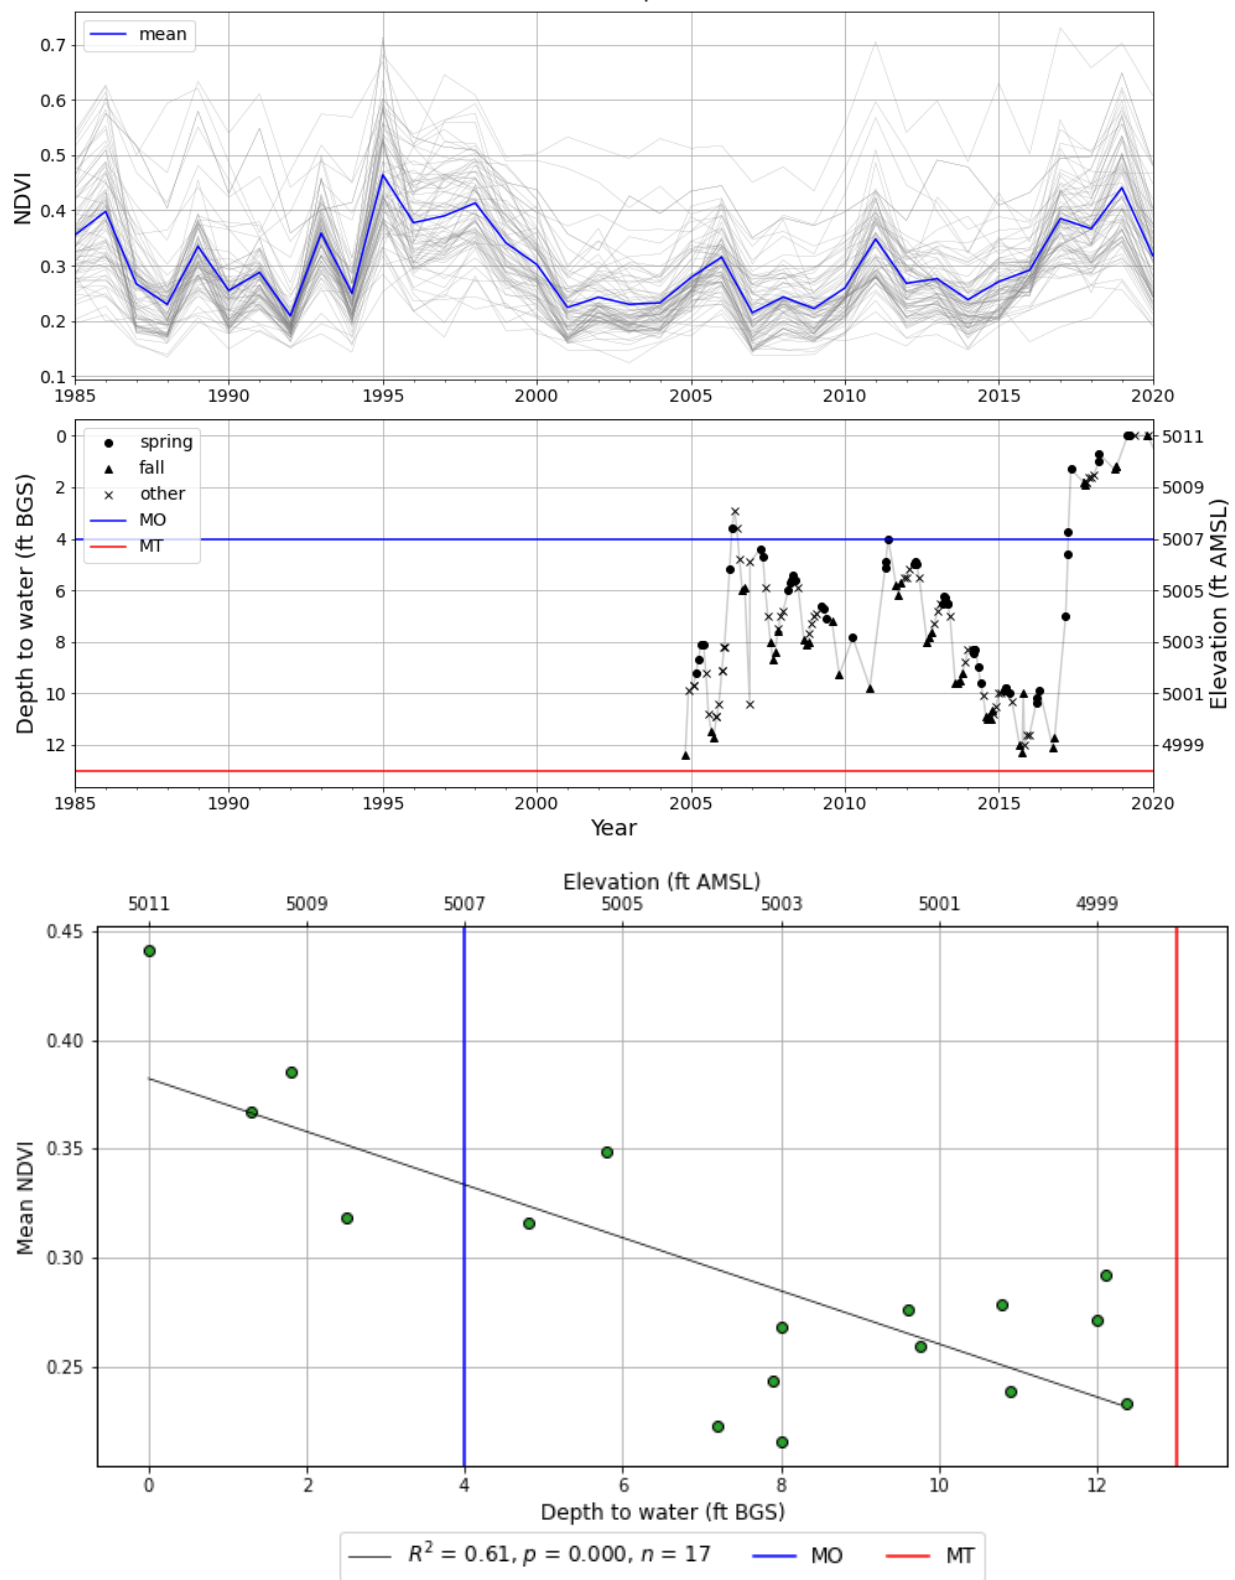 mean
0.7
0.6
0.5
0.4
0.3
0.2
0.1
NDVI
1985 1990 1995 2000 2005 2010 2015 2020
spring
fall
other
MO
MT
0
2
4
6
8
10
12
Depth to water (ft BGS)
5011
5009
5007
5005
5003
5001
4999
Elevation (ft AMSL)
1985 1990 1995 2000 2005 2010 2015 2020
Year
Elevation (ft AMSL)
5011 5009 5007 5005 5003 5001 4999
0.45
0.40
0.35
0.30
0.25
Mean NDVI
0 2 4 6 8 10 12
Depth to water (ft BGS)
R² = 0.61, p = 0.000, n = 17 MO MT